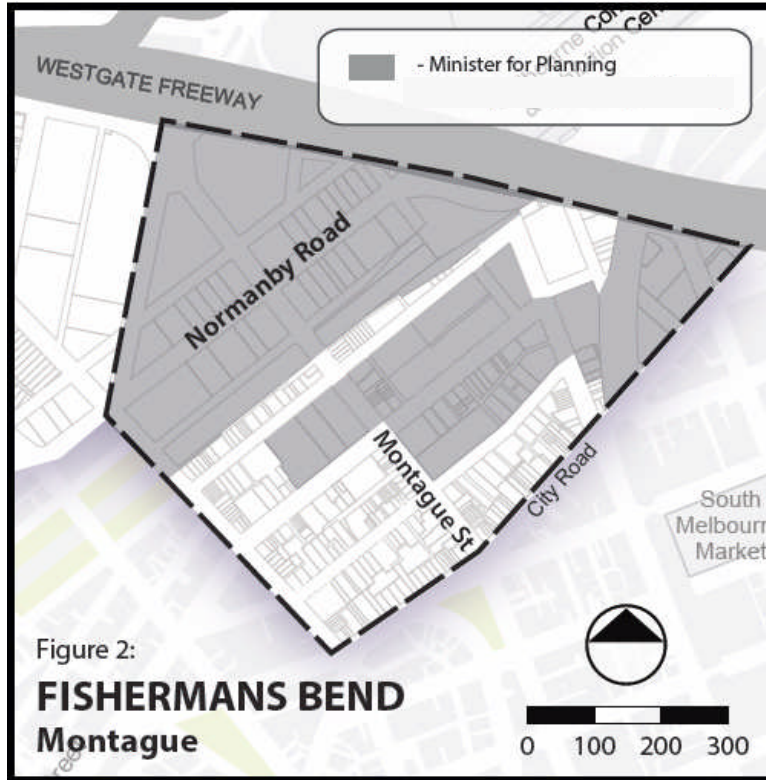 WESTGATE FREEWAY
- Minister for Planning
Normanby Road
Montague St
City Road
South
Melbourn
Market
Figure 2:
FISHERMANS BEND
Montague
0 100 200 300